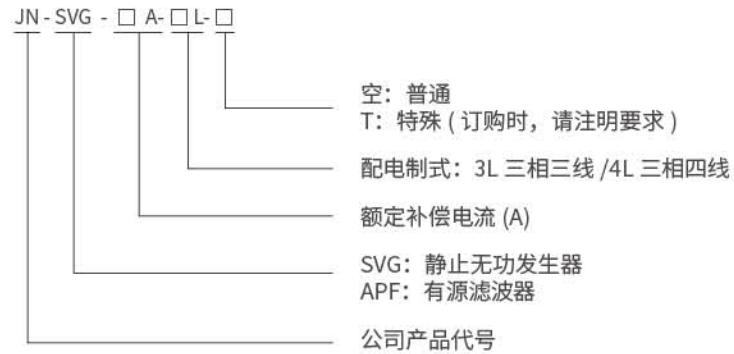 JN - SVG - □ A- □ L- □
空：普通
T：特殊 ( 订购时，请注明要求 )
配电制式：3L 三相三线 /4L 三相四线
额定补偿电流 (A)
SVG：静止无功发生器
APF：有源滤波器
公司产品代号